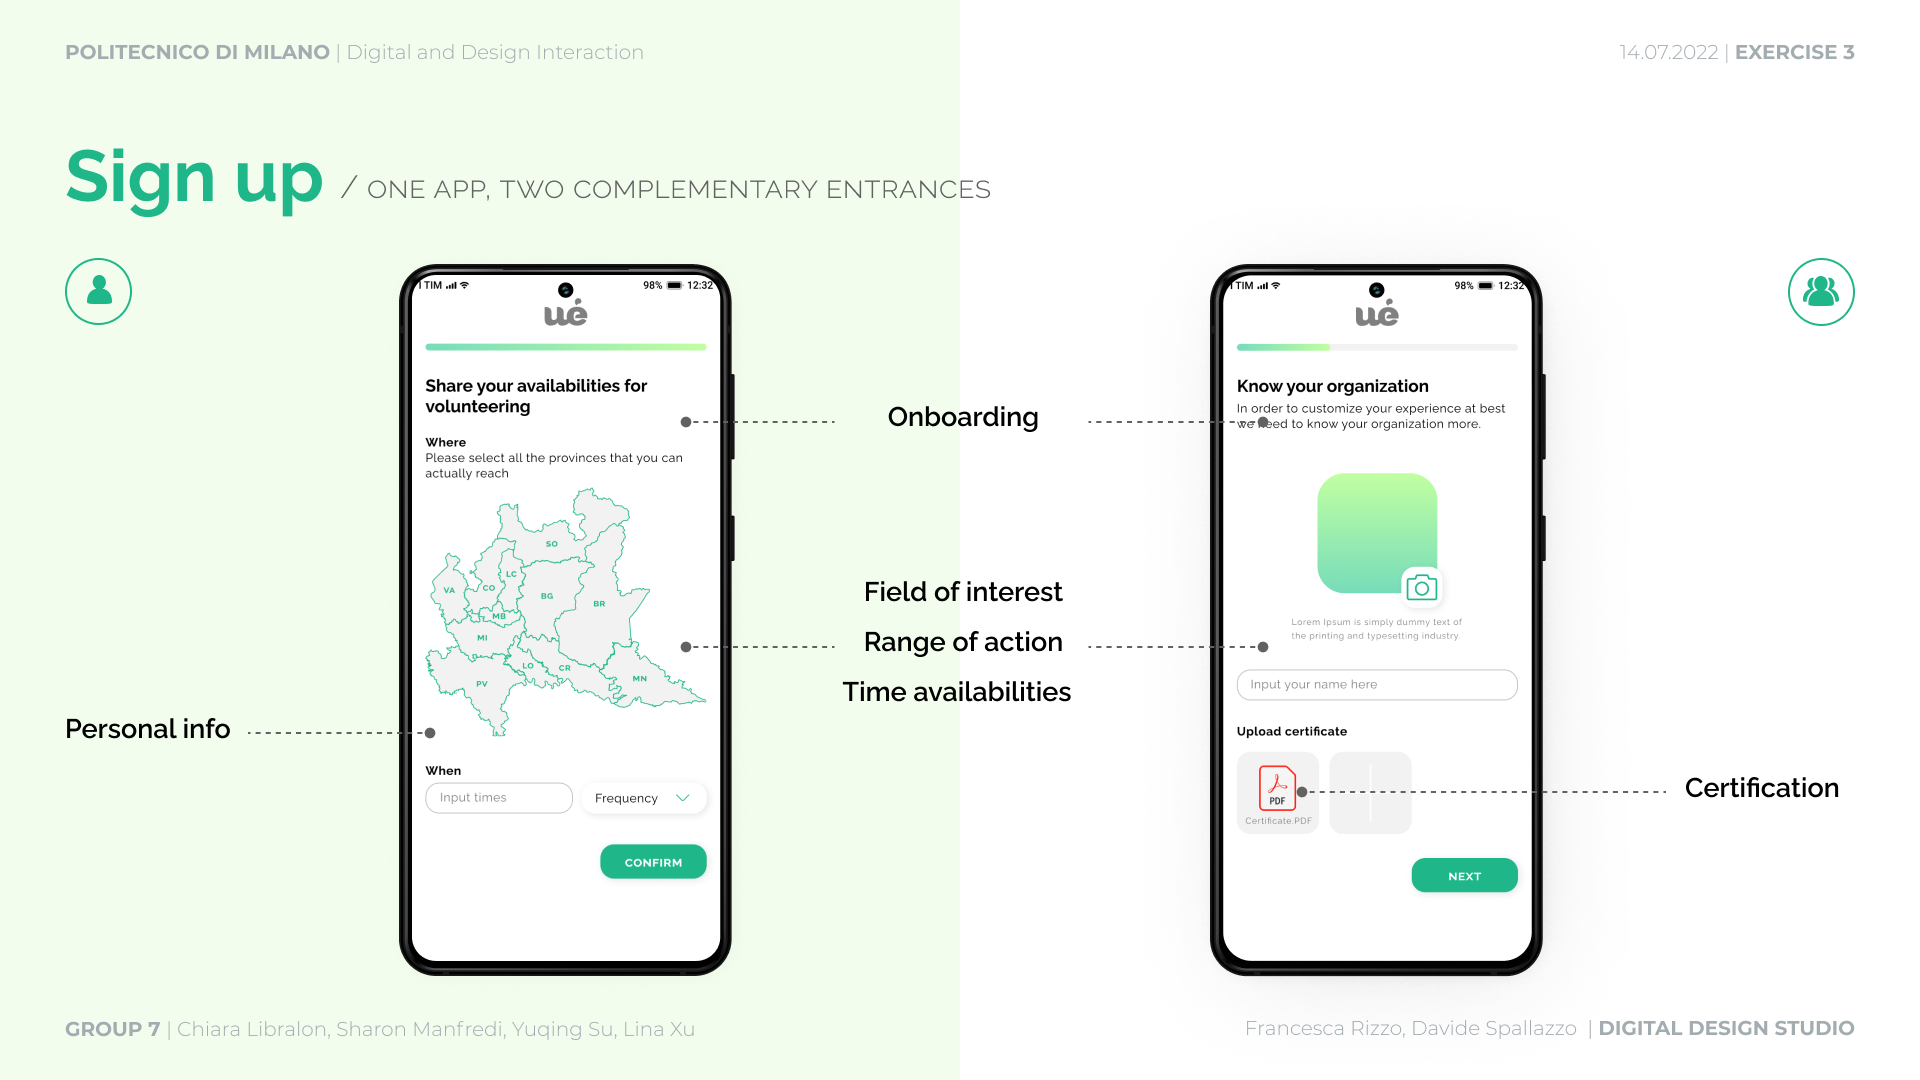 POLITECNICO DI MILANO | Digital and Design Interaction
14.07.2022 | EXERCISE 3
Sign up / ONE APP, TWO COMPLEMENTARY ENTRANCES
TIM
98% 12:32
ué
Share your availabilities for
volunteering
Where
Please select all the provinces that you can
actually reach
SO
LC
VA
CO
BG
BR
MB
MI
LO
CR
MN
PV
When
Input times
Frequency
CONFIRM
Personal info
Onboarding
Field of interest
Range of action
Time availabilities
TIM
98% 12:32
ué
Know your organization
In order to customize your experience at best
we need to know your organization more.
Lorem Ipsum is simply dummy text of
the printing and typesetting industry.
Input your name here
Upload certificate
PDF
Certificate.PDF
NEXT
Certification
GROUP 7 | Chiara Libralon, Sharon Manfredi, Yuqing Su, Lina Xu
Francesca Rizzo, Davide Spallazzo | DIGITAL DESIGN STUDIO